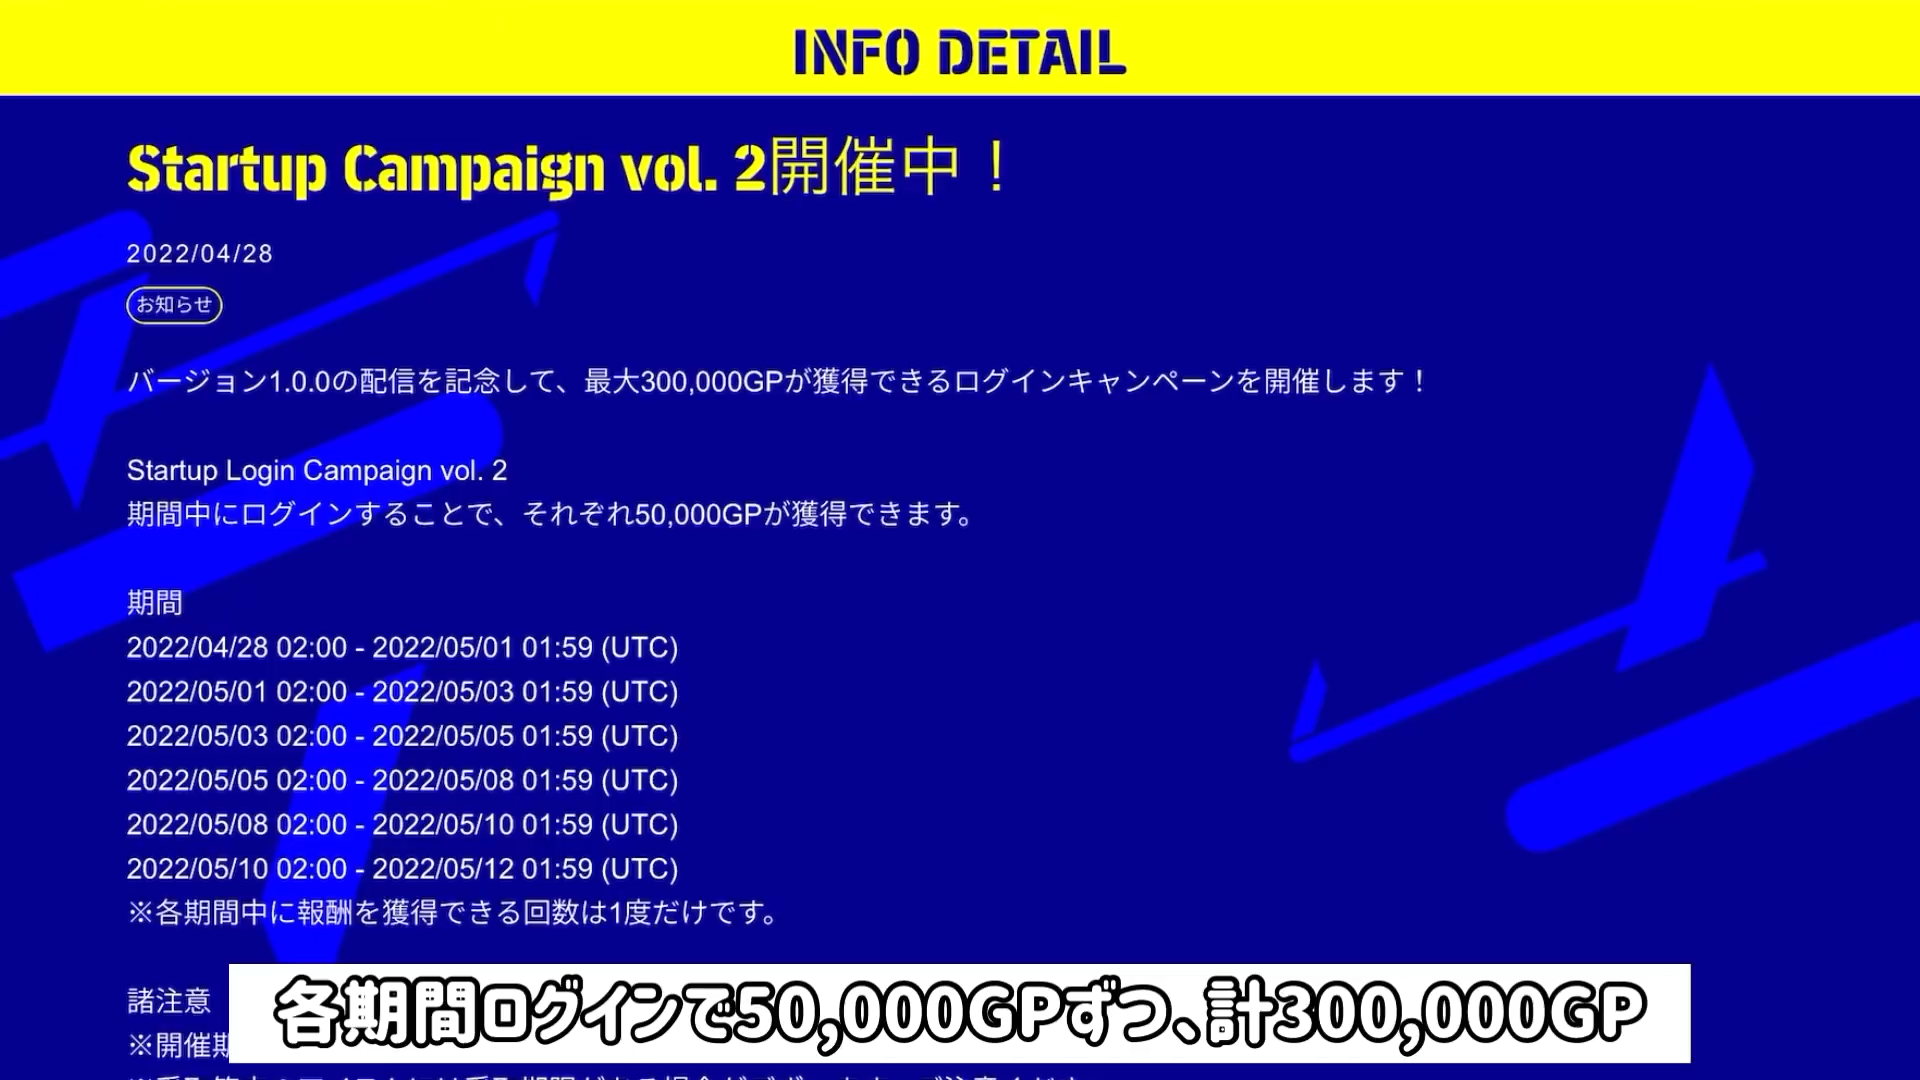 INFO DETAIL
Startup Campaign vol. 2開催中！
2022/04/28
お知らせ
バージョン1.0.0の配信を記念して、最大300,000GPが獲得できるログインキャンペーンを開催します！
Startup Login Campaign vol. 2
期間中にログインすることで、それぞれ50,000GPが獲得できます。
期間
2022/04/28 02:00 - 2022/05/01 01:59 (UTC)
2022/05/01 02:00 - 2022/05/03 01:59 (UTC)
2022/05/03 02:00 - 2022/05/05 01:59 (UTC)
2022/05/05 02:00 - 2022/05/08 01:59 (UTC)
2022/05/08 02:00 - 2022/05/10 01:59 (UTC)
2022/05/10 02:00 - 2022/05/12 01:59 (UTC)
※各期間中に報酬を獲得できる回数は1度だけです。
諸注意
※開催期
各期間ログインで50,000GPずつ、計300,000GP